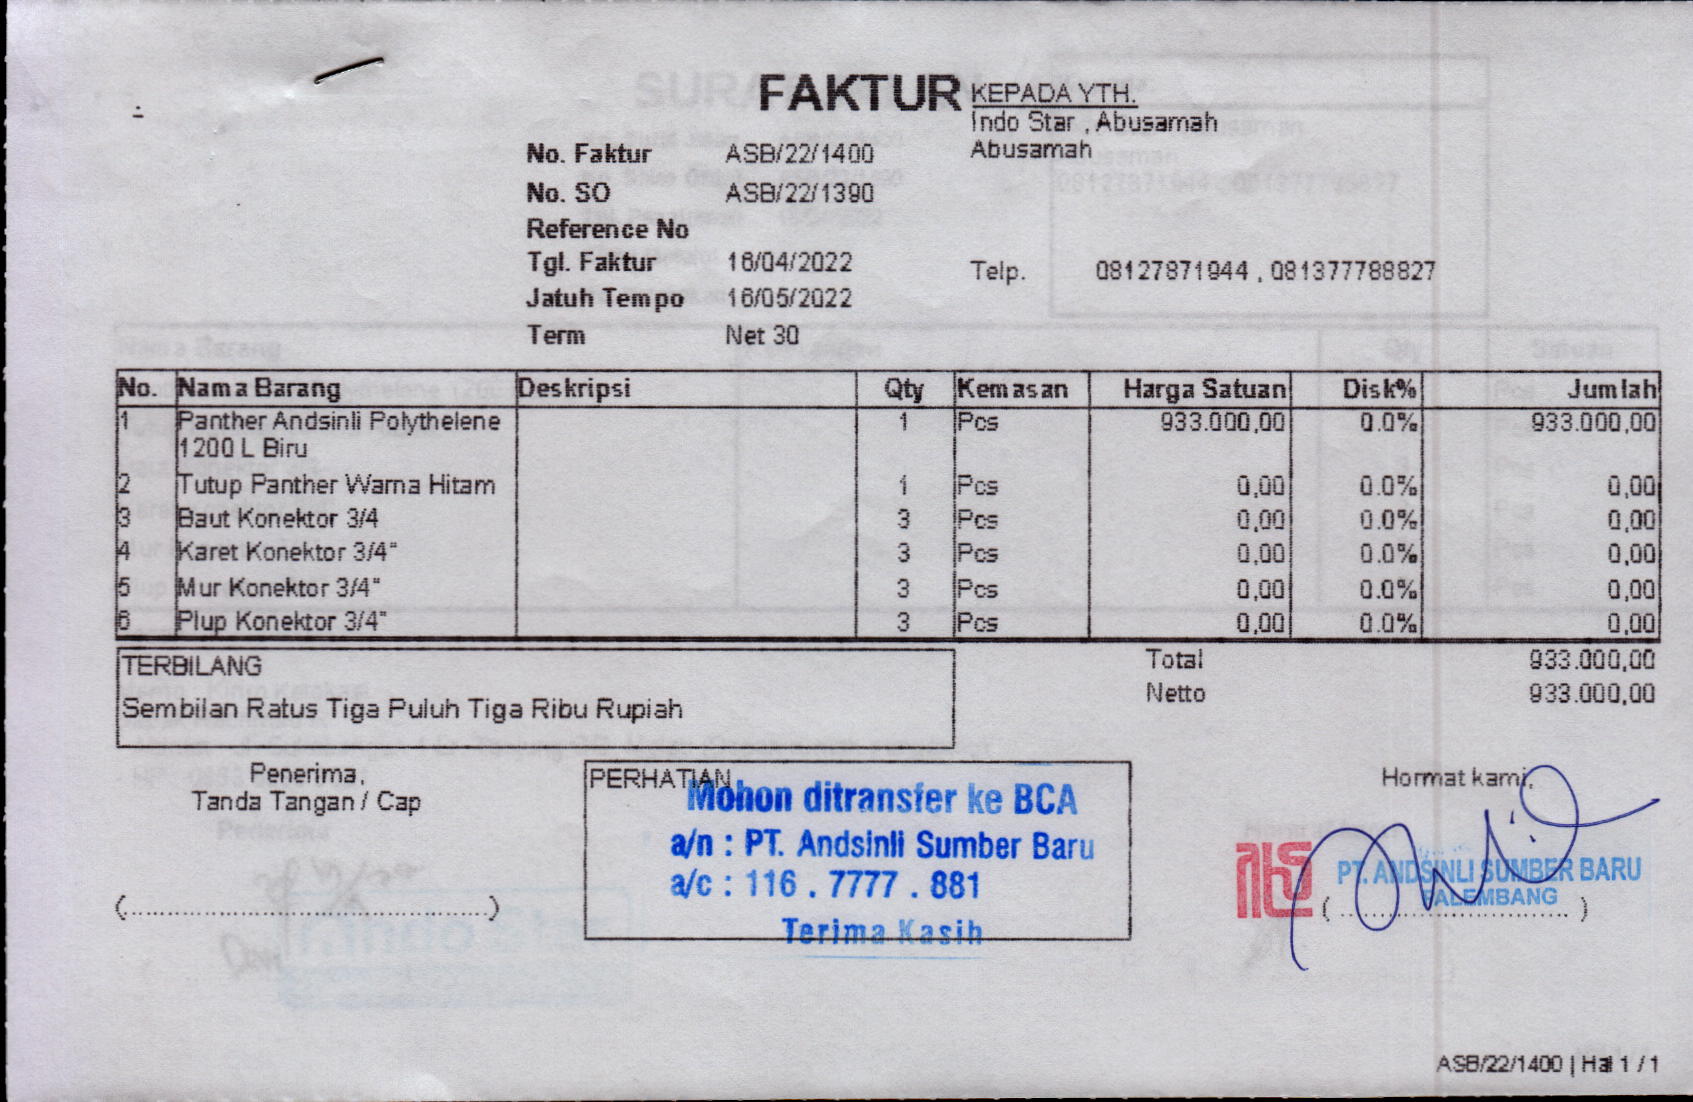 FAKTUR
KEPADA YTH.
Indo Star , Abusamah
Abusamah
No. Faktur ASB/22/1400
No. SO ASB/22/1390
Reference No
Tgl. Faktur 16/04/2022
Telp. 08127871944 , 081377788827
Jatuh Tempo 16/05/2022
Term Net 30
No. Nama Barang Deskripsi Qty Kemasan Harga Satuan Disk% Jumlah
1 Panther Andsinli Polythelene 1 Pcs 933.000,00 0.0% 933.000,00
1200 L Biru
2 Tutup Panther Warna Hitam 1 Pcs 0,00 0.0% 0,00
3 Baut Konektor 3/4 3 Pcs 0,00 0.0% 0,00
4 Karet Konektor 3/4" 3 Pcs 0,00 0.0% 0,00
5 Mur Konektor 3/4" 3 Pcs 0,00 0.0% 0,00
6 Plup Konektor 3/4" 3 Pcs 0,00 0.0% 0,00
TERBILANG
Sembilan Ratus Tiga Puluh Tiga Ribu Rupiah
Total 933.000,00
Netto 933.000,00
Penerima,
Tanda Tangan / Cap
(................................................)
PERHATIAN
Mohon ditransfer ke BCA
a/n : PT. Andsinli Sumber Baru
a/c : 116 . 7777 . 881
Terima Kasih
Hormat kami,
PT. ANDSINLI SUMBER BARU
PALEMBANG
( ............................... )
ASB/22/1400 | Hal 1 / 1